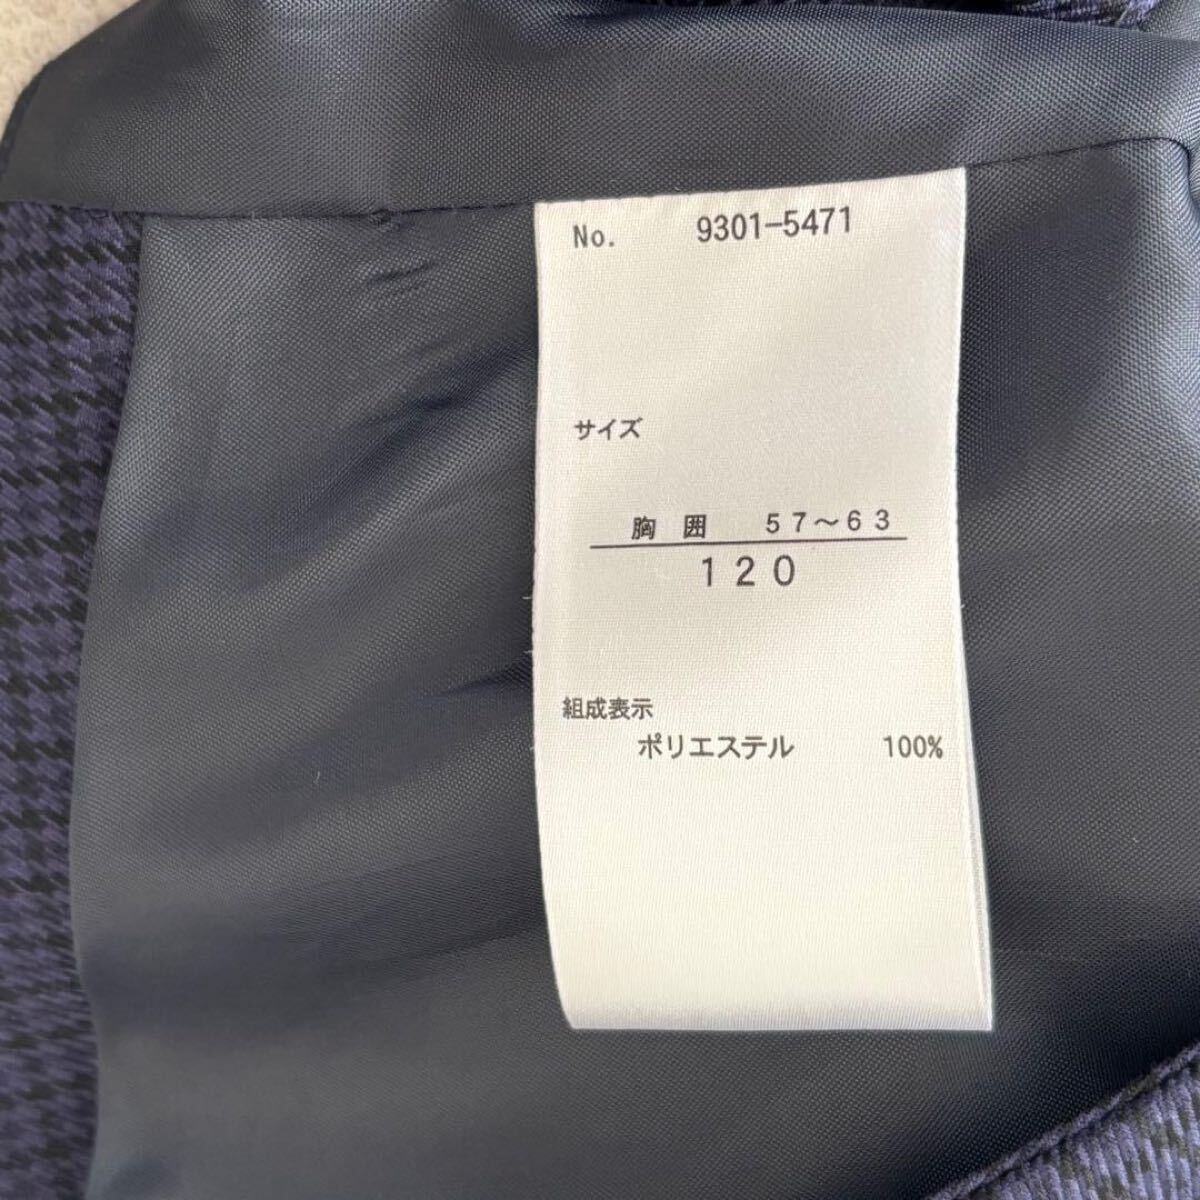 No. 9301-5471
サイズ
胸囲 57～63
120
組成表示
ポリエステル 100%